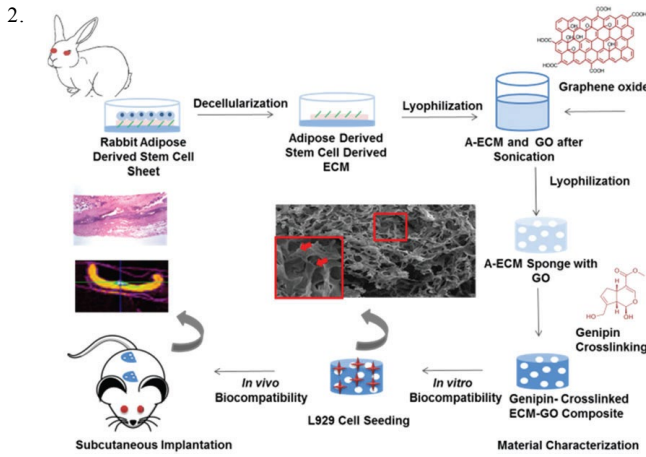 2.
Decellularization
Lyophilization
Graphene oxide
Rabbit Adipose
Derived Stem Cell
Sheet
Adipose Derived
Stem Cell Derived
ECM
A-ECM and GO after
Sonication
Lyophilization
A-ECM Sponge with
GO
Genipin
Crosslinking
Genipin- Crosslinked
ECM-GO Composite
In vitro
Biocompatibility
L929 Cell Seeding
In vivo
Biocompatibility
Subcutaneous Implantation
Material Characterization